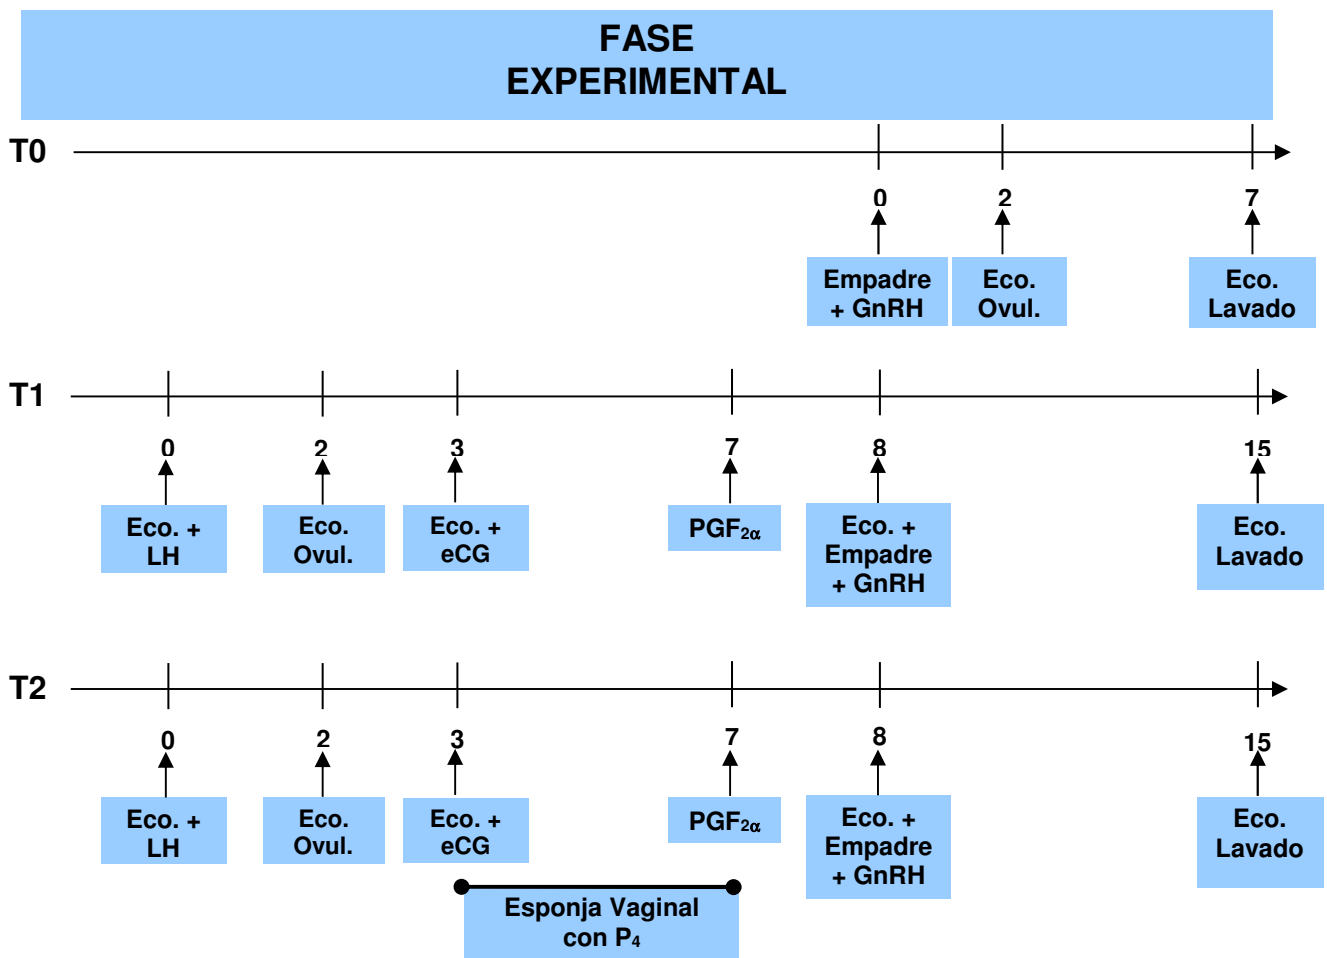 FASE
EXPERIMENTAL
T0
0 2 7
Empadre
+ GnRH
Eco.
Ovul.
Eco.
Lavado
T1
0 2 3 7 8 15
Eco. +
LH
Eco.
Ovul.
Eco. +
eCG
PGF2α
Eco. +
Empadre
+ GnRH
Eco.
Lavado
T2
0 2 3 7 8 15
Eco. +
LH
Eco.
Ovul.
Eco. +
eCG
PGF2α
Eco. +
Empadre
+ GnRH
Eco.
Lavado
Esponja Vaginal
con P4